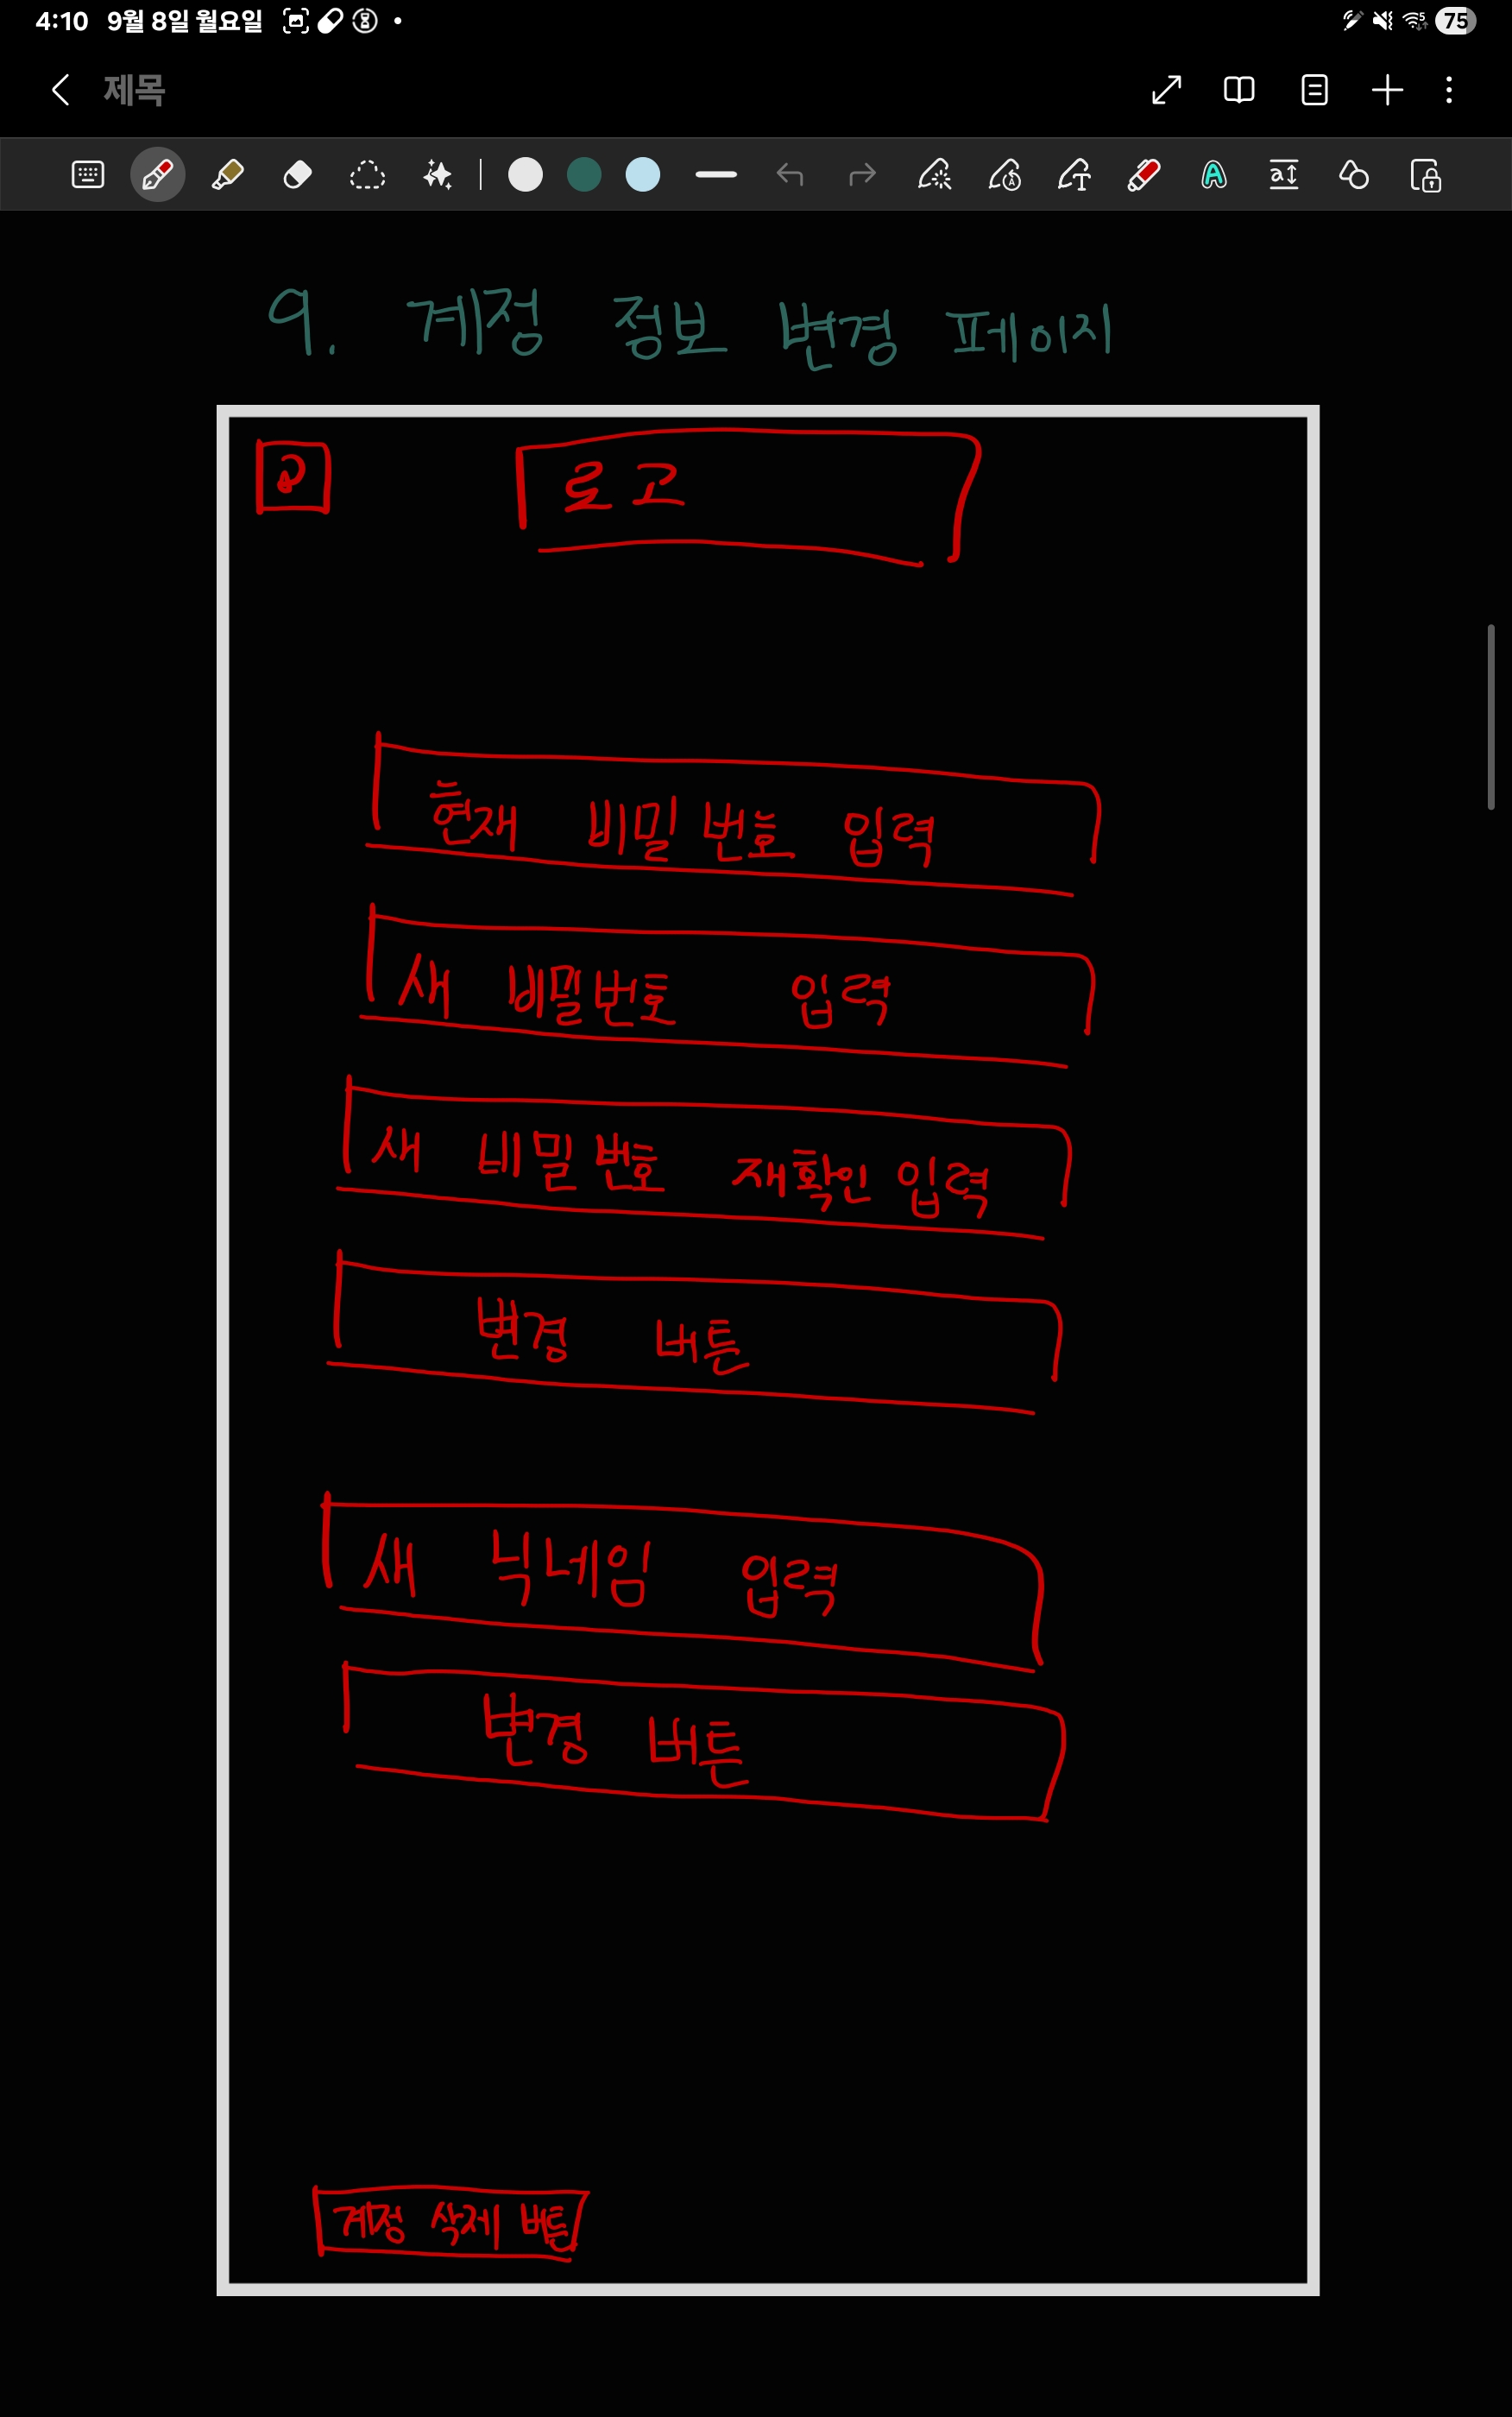 4:10 9월 8일 월요일 75
제목
9. 계정 정보 변경 페이지
로고
현재 비밀번호 입력
새 비밀번호 입력
새 비밀번호 재확인 입력
변경 버튼
새 닉네임 입력
변경 버튼
계정 삭제 버튼